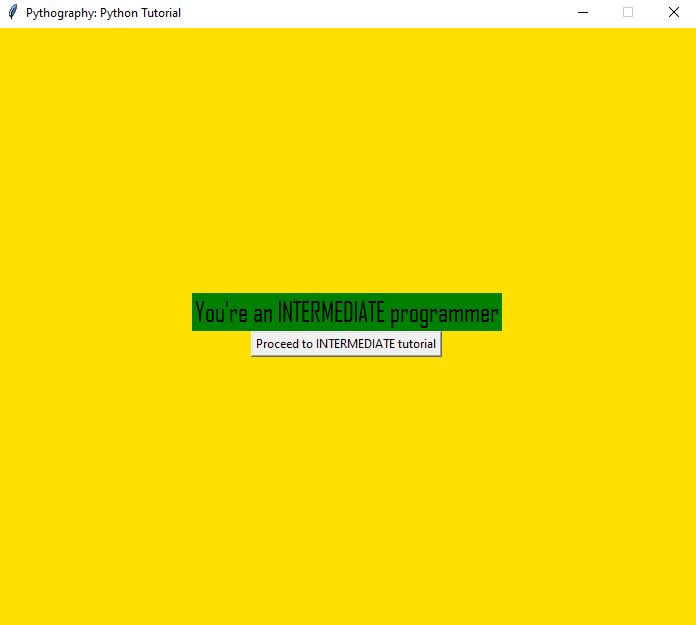 Pythography: Python Tutorial
You're an INTERMEDIATE programmer
Proceed to INTERMEDIATE tutorial